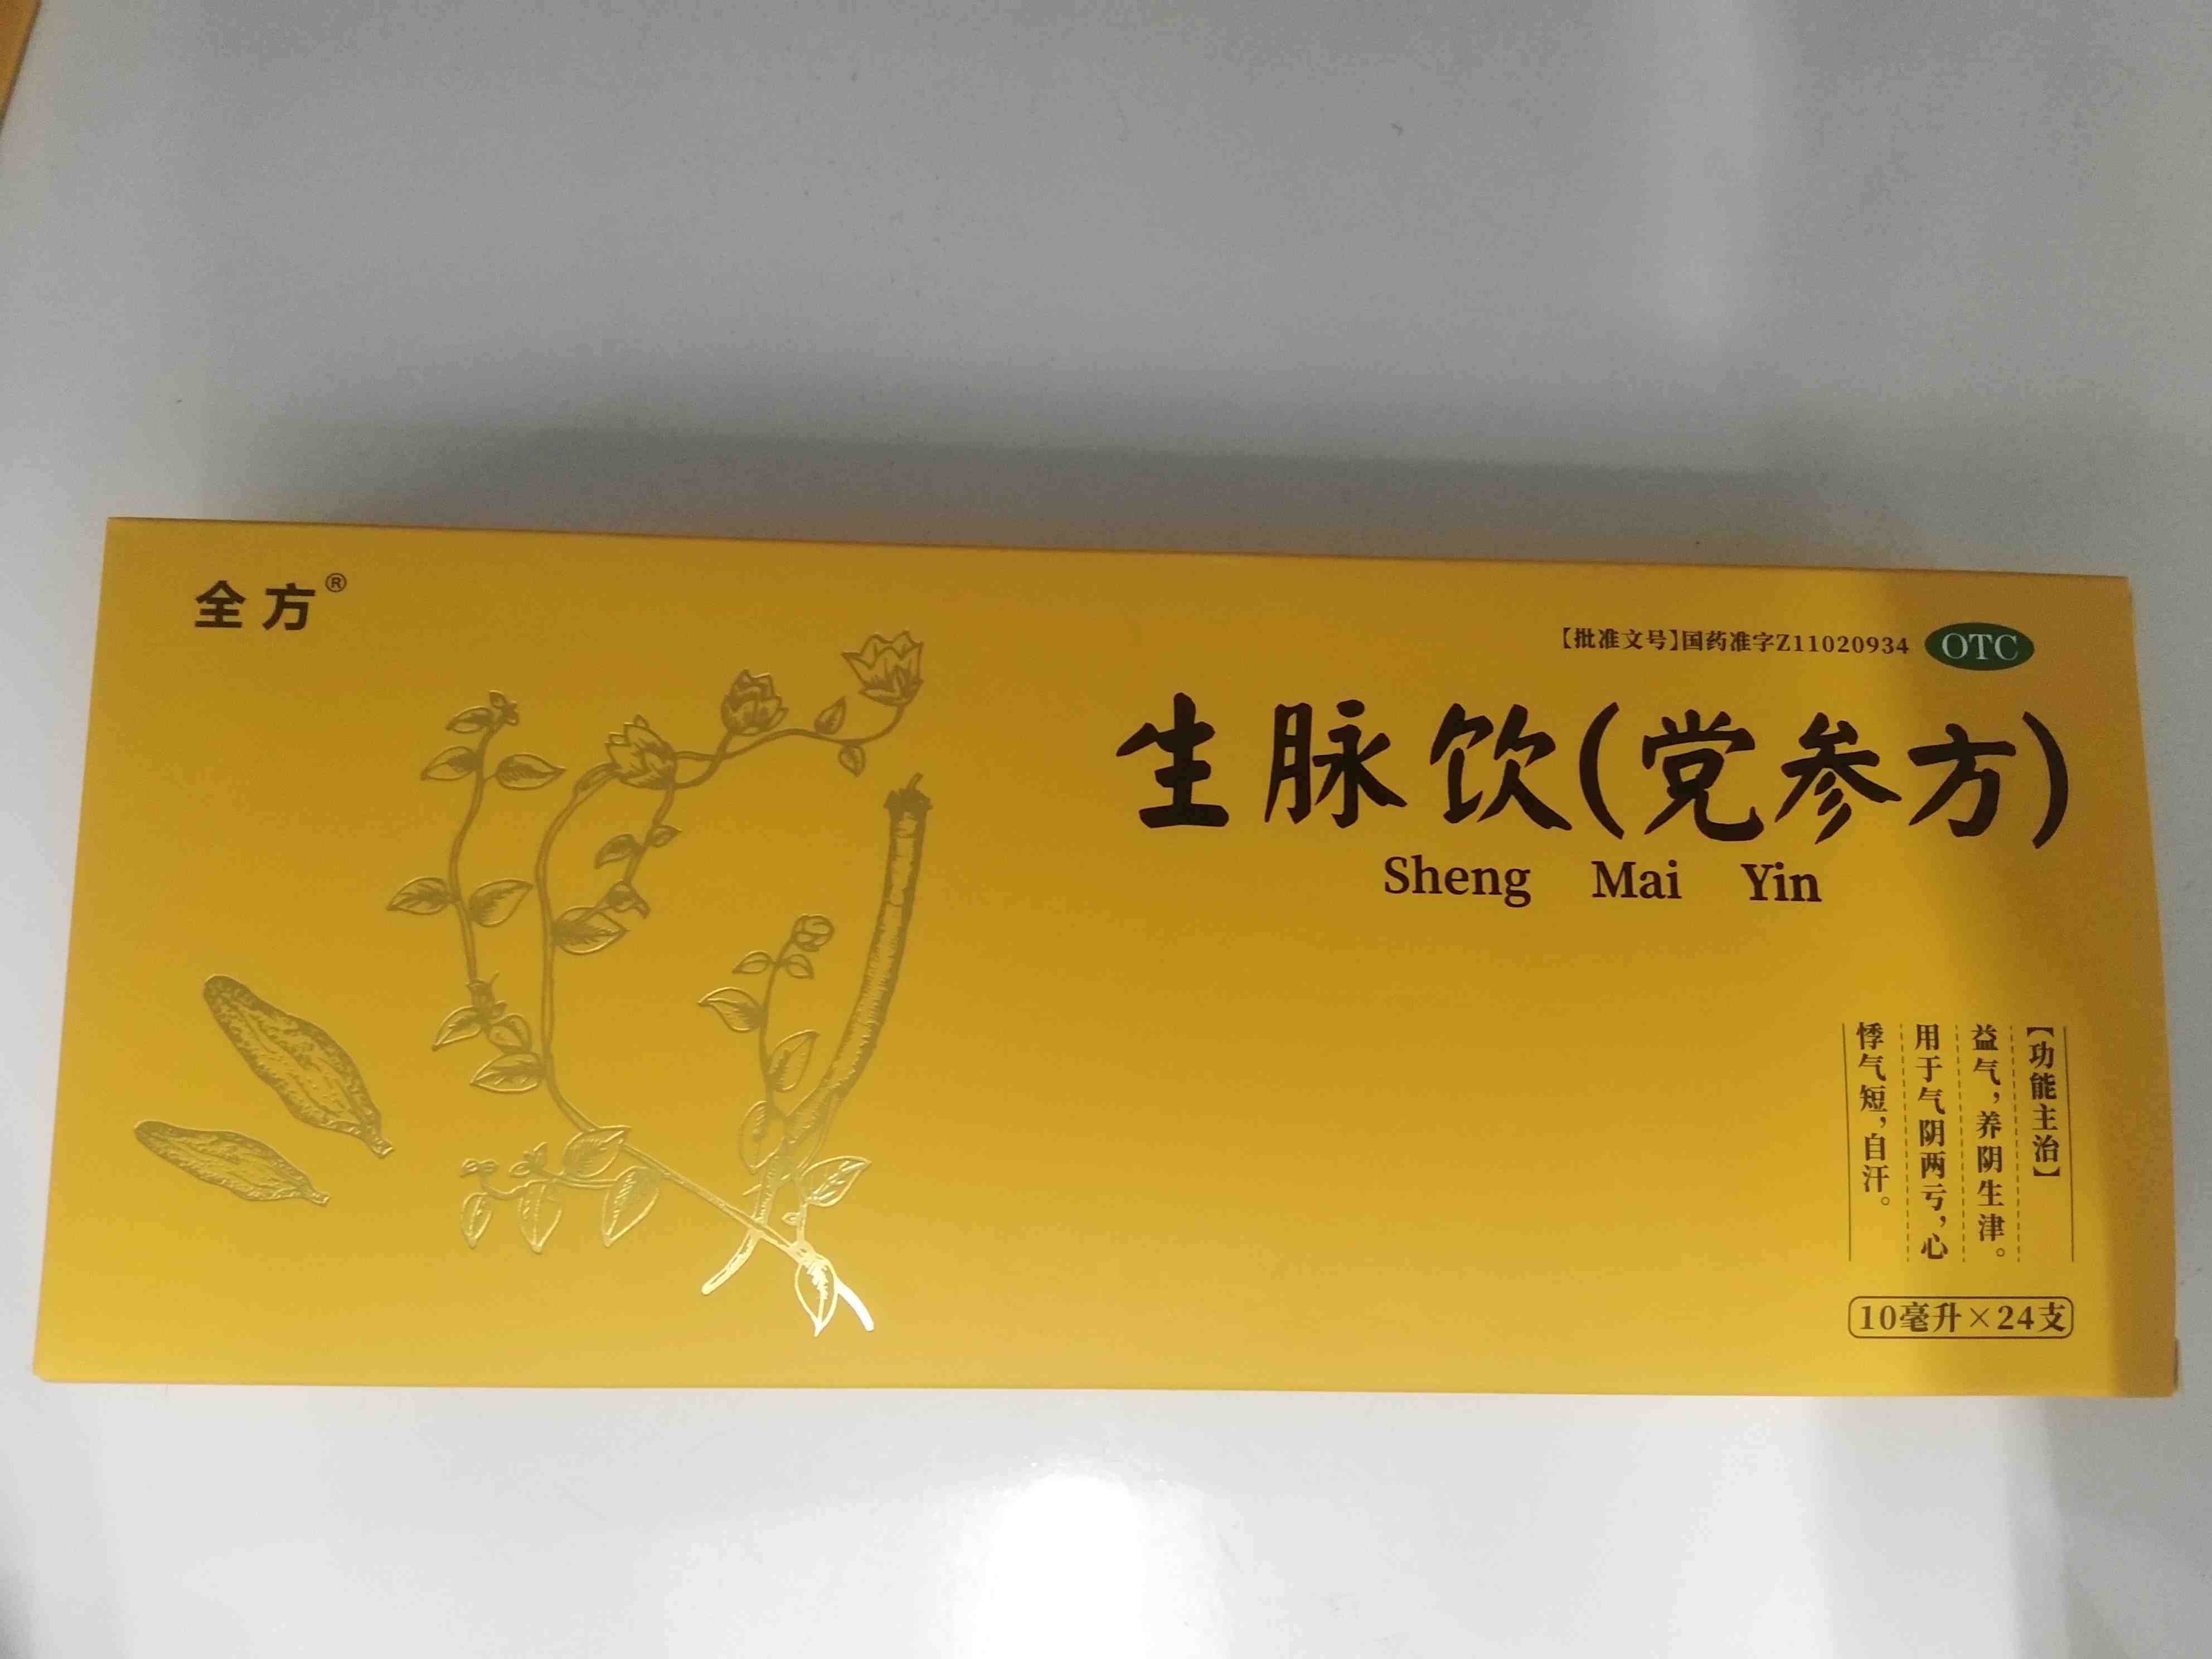 全方®
【批准文号】国药准字Z11020934 OTC
生脉饮(党参方)
Sheng Mai Yin
【功能主治】
益气,养阴生津。
用于气阴两亏,心
悸气短,自汗。
10毫升×24支